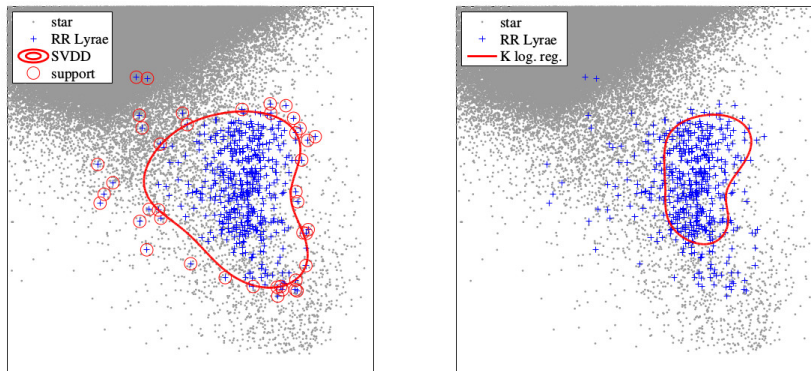 star
RR Lyrae
SVDD
support
star
RR Lyrae
K log. reg.